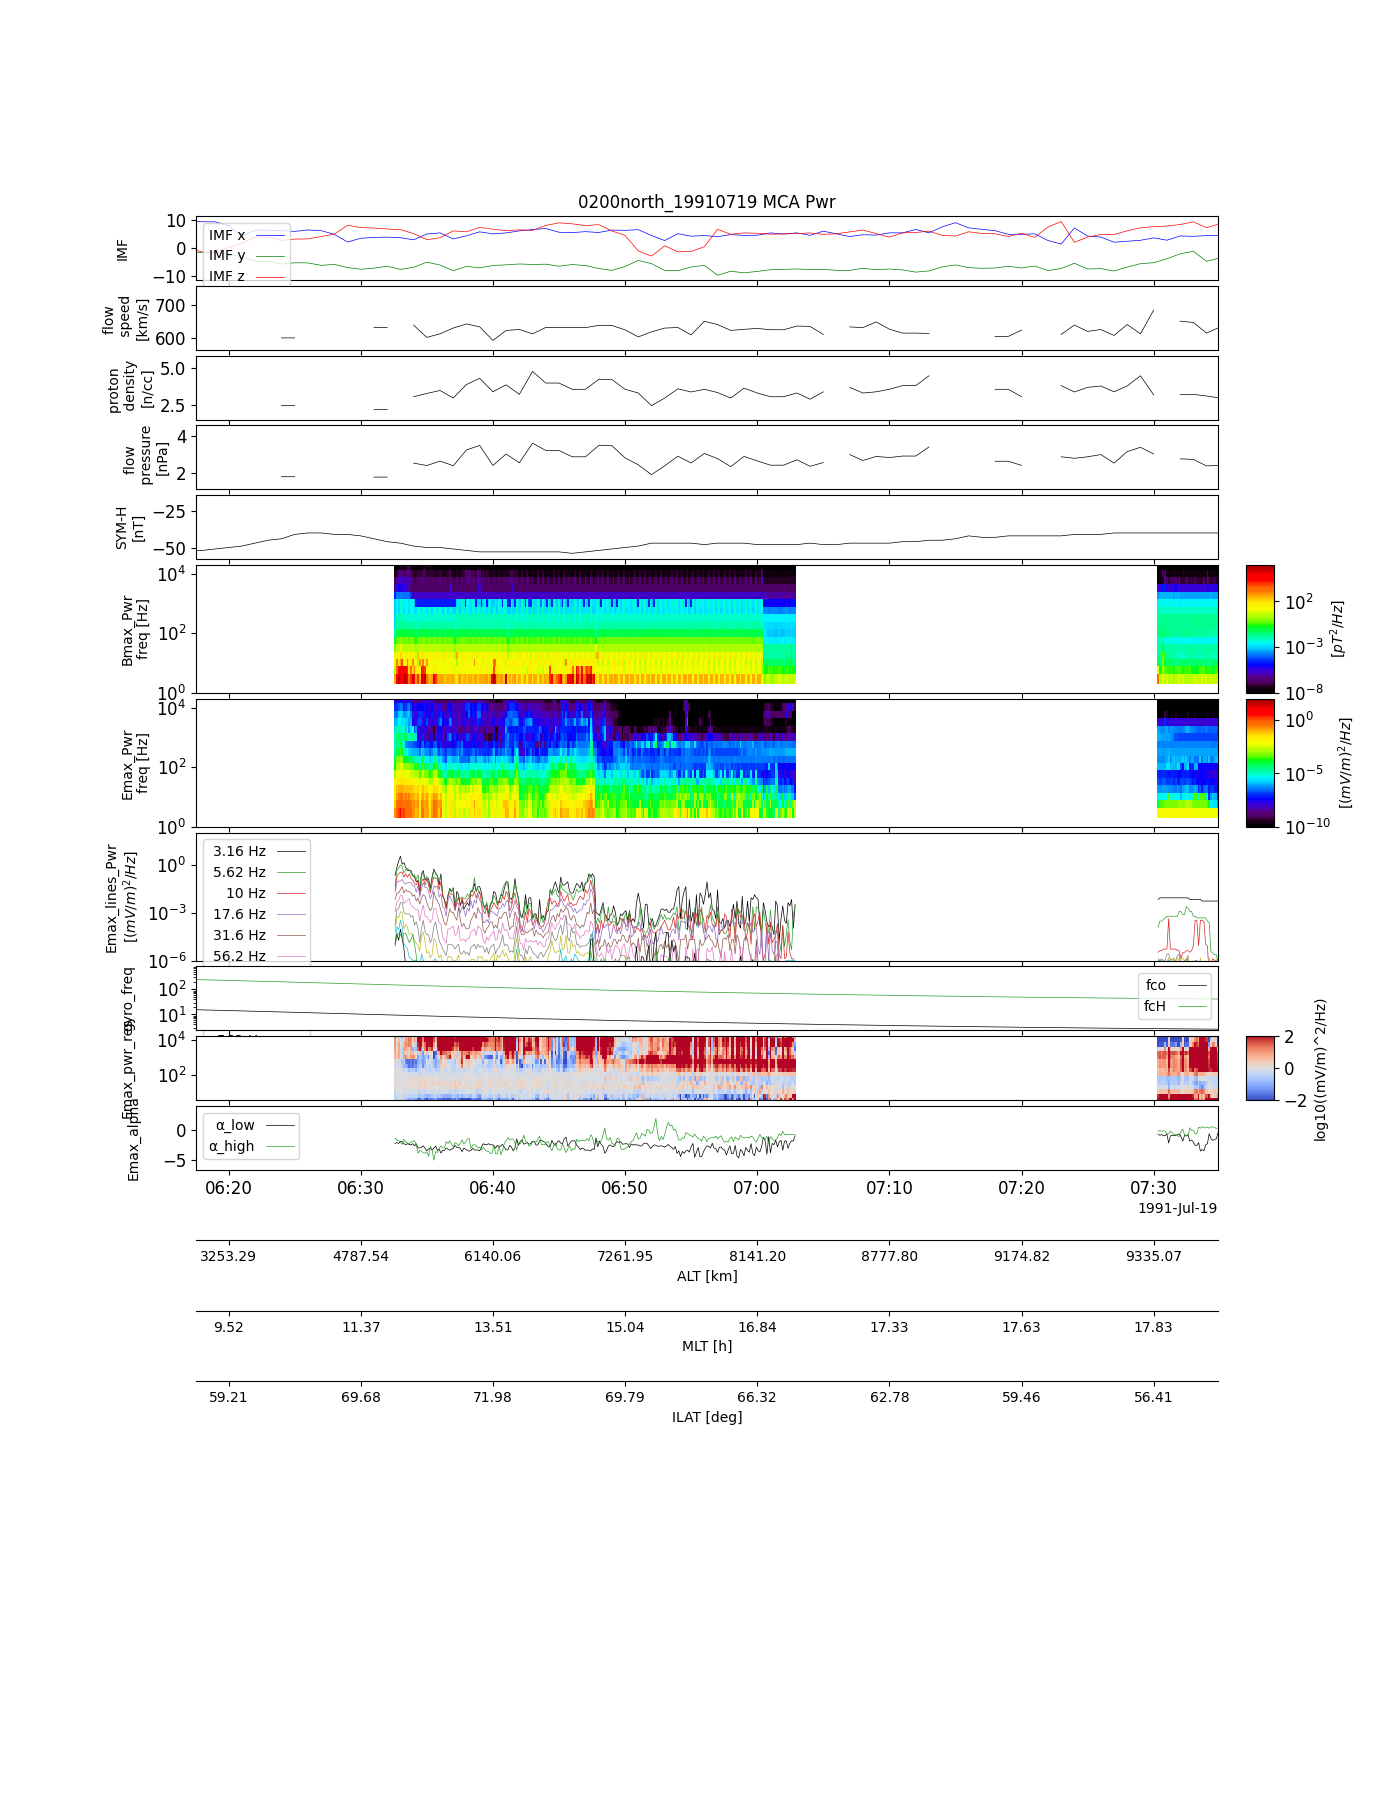 0200north_19910719 MCA Pwr
IMF
10
0
−10
IMF x
IMF y
IMF z
flow
speed
[km/s]
700
600
proton
density
[n/cc]
5.0
2.5
flow
pressure
[nPa]
4
2
SYM-H
[nT]
−25
−50
Bmax_Pwr
freq [Hz]
10^4
10^2
10^0
10^2
10^−3
10^−8
[pT^2/Hz]
Emax_Pwr
freq [Hz]
10^4
10^2
10^0
10^0
10^−5
10^−10
[(mV/m)^2/Hz]
Emax_lines_Pwr
[(mV/m)^2/Hz]
10^0
10^−3
10^−6
3.16 Hz
5.62 Hz
10 Hz
17.6 Hz
31.6 Hz
56.2 Hz
gyro_freq
10^2
10^1
fco
fcH
Emax_pwr_reg
10^4
10^2
2
0
−2
log10((mV/m)^2/Hz)
Emax_alpha
0
−5
α_low
α_high
06:20 06:30 06:40 06:50 07:00 07:10 07:20 07:30
1991-Jul-19
3253.29 4787.54 6140.06 7261.95 8141.20 8777.80 9174.82 9335.07
ALT [km]
9.52 11.37 13.51 15.04 16.84 17.33 17.63 17.83
MLT [h]
59.21 69.68 71.98 69.79 66.32 62.78 59.46 56.41
ILAT [deg]